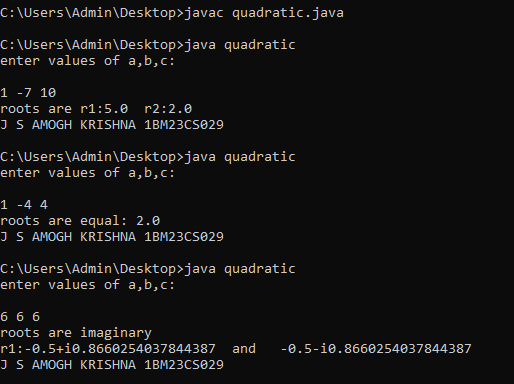 C:\Users\Admin\Desktop>javac quadratic.java
C:\Users\Admin\Desktop>java quadratic
enter values of a,b,c:
1 -7 10
roots are r1:5.0  r2:2.0
J S AMOGH KRISHNA 1BM23CS029
C:\Users\Admin\Desktop>java quadratic
enter values of a,b,c:
1 -4 4
roots are equal: 2.0
J S AMOGH KRISHNA 1BM23CS029
C:\Users\Admin\Desktop>java quadratic
enter values of a,b,c:
6 6 6
roots are imaginary
r1:-0.5+i0.8660254037844387  and   -0.5-i0.8660254037844387
J S AMOGH KRISHNA 1BM23CS029